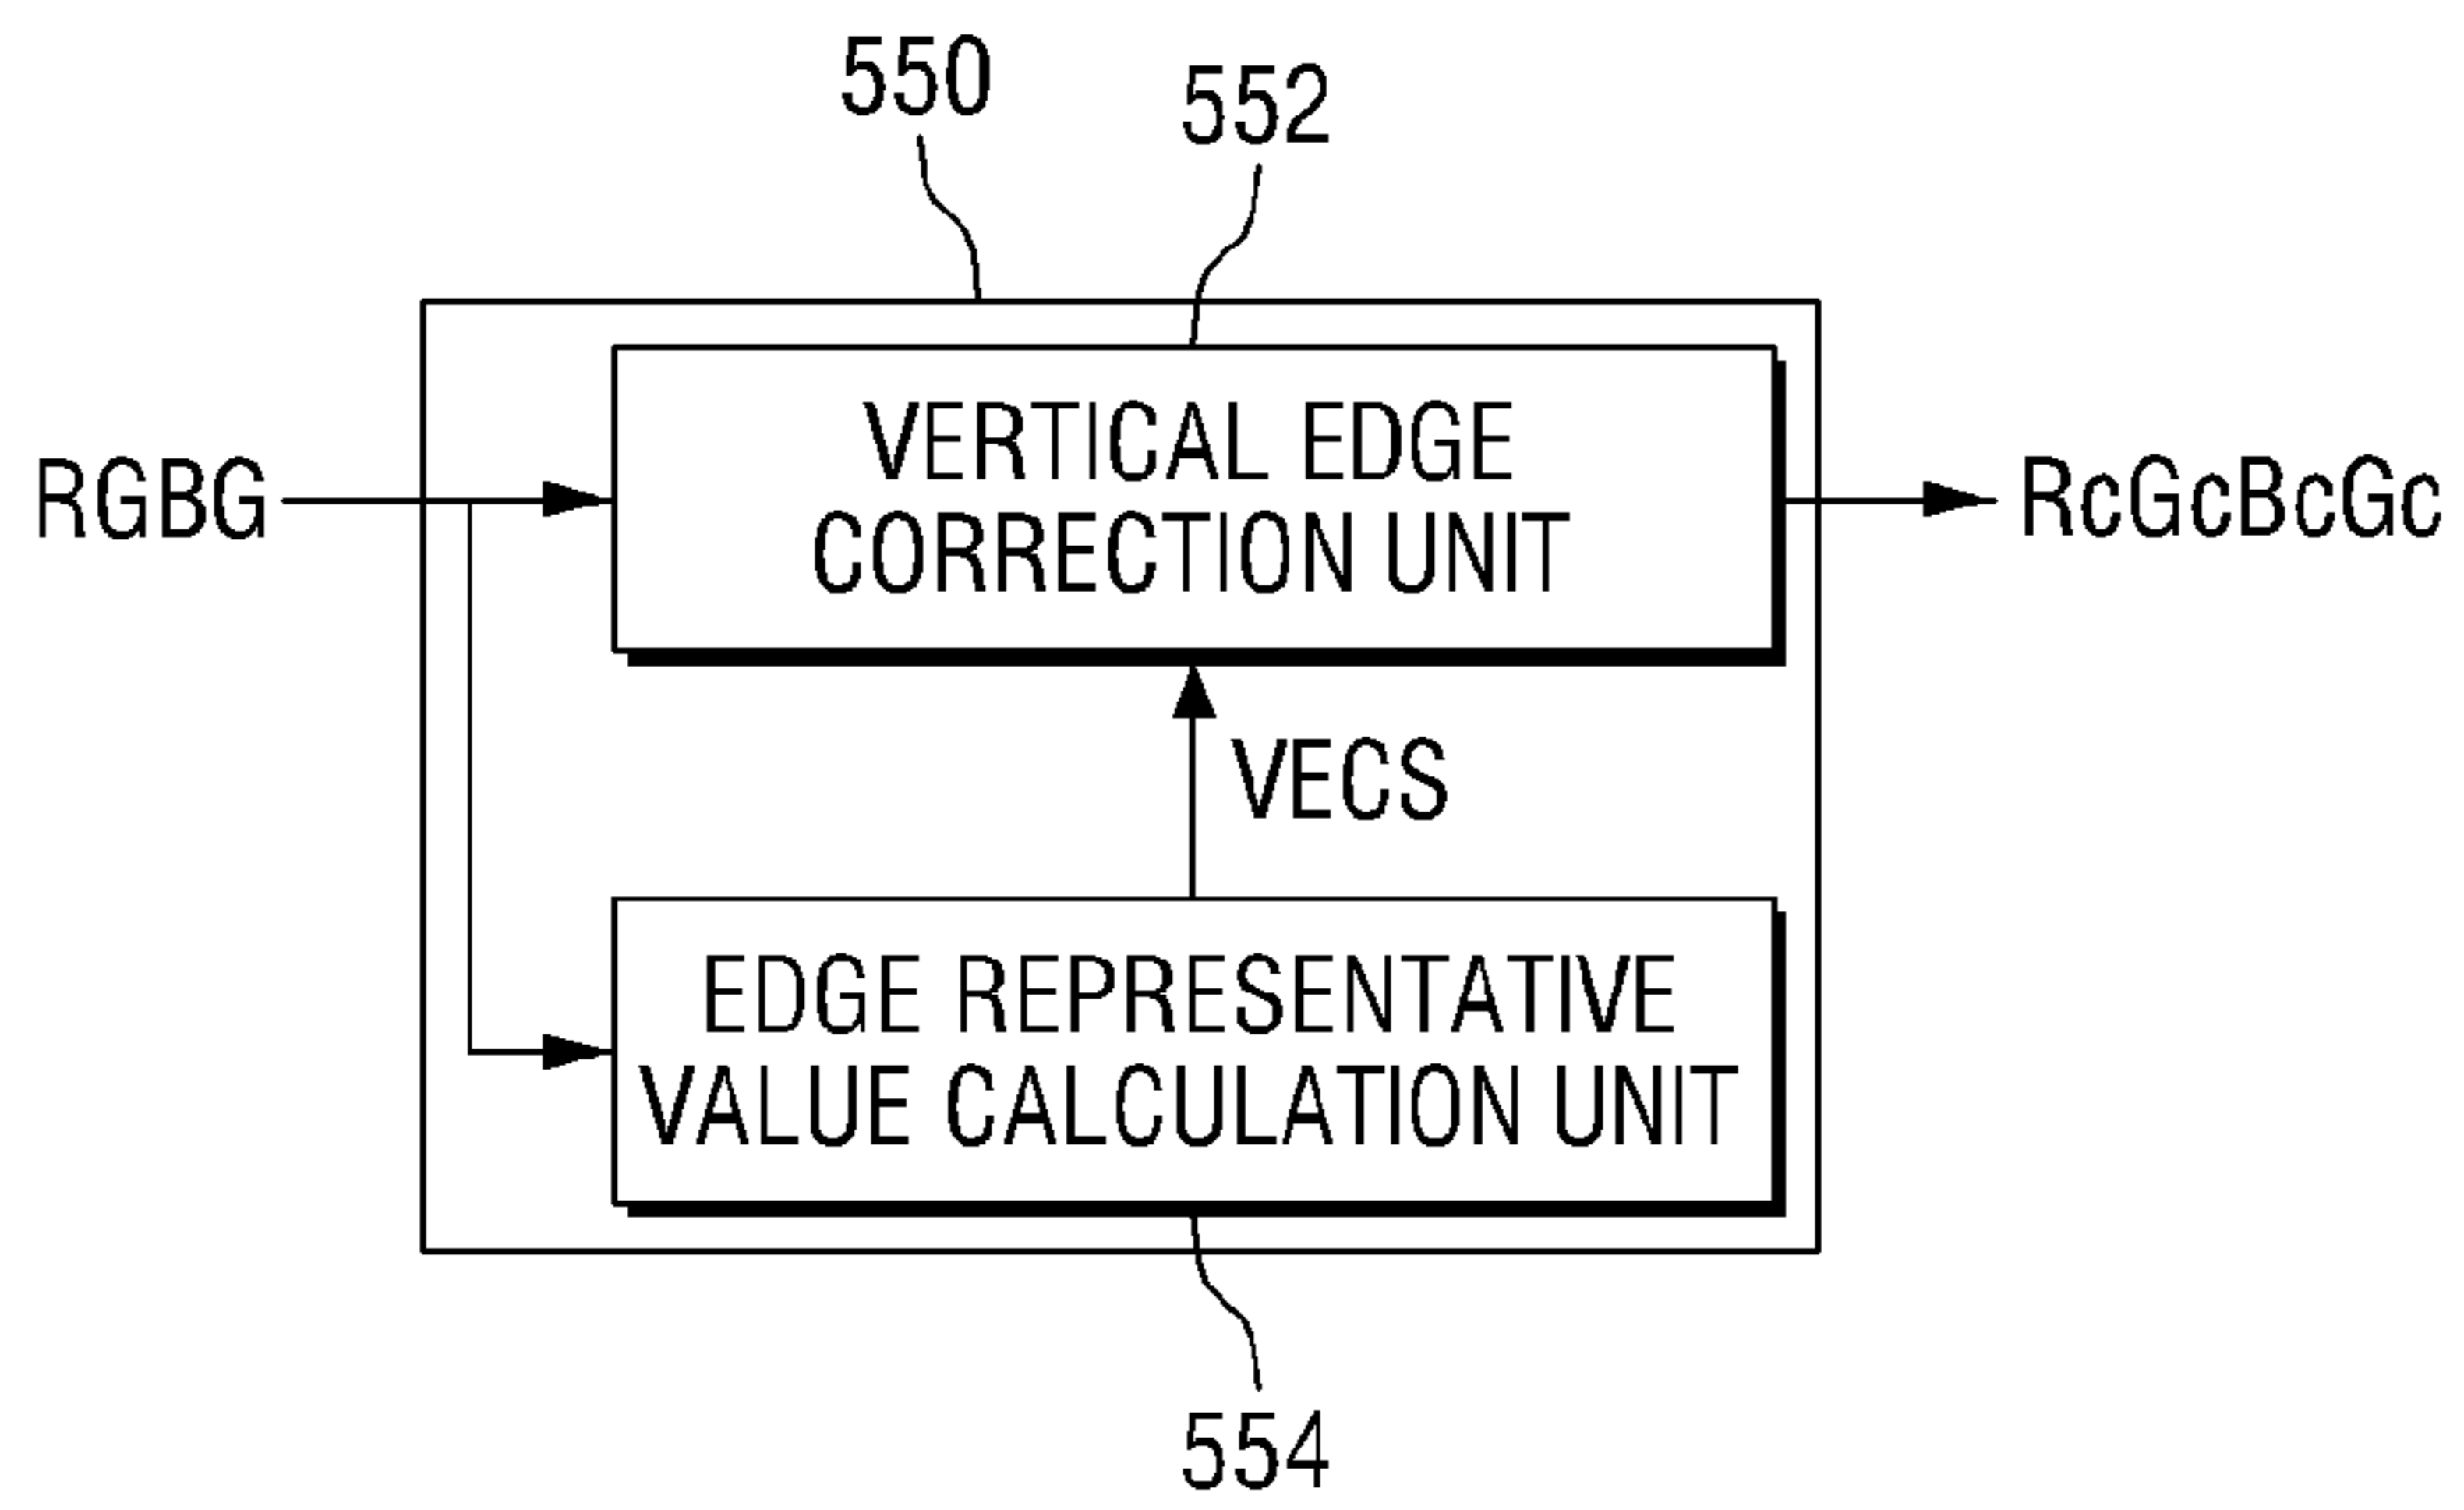 550
552
VERTICAL EDGE
CORRECTION UNIT
RGBG
RcGcBcGc
VECS
EDGE REPRESENTATIVE
VALUE CALCULATION UNIT
554